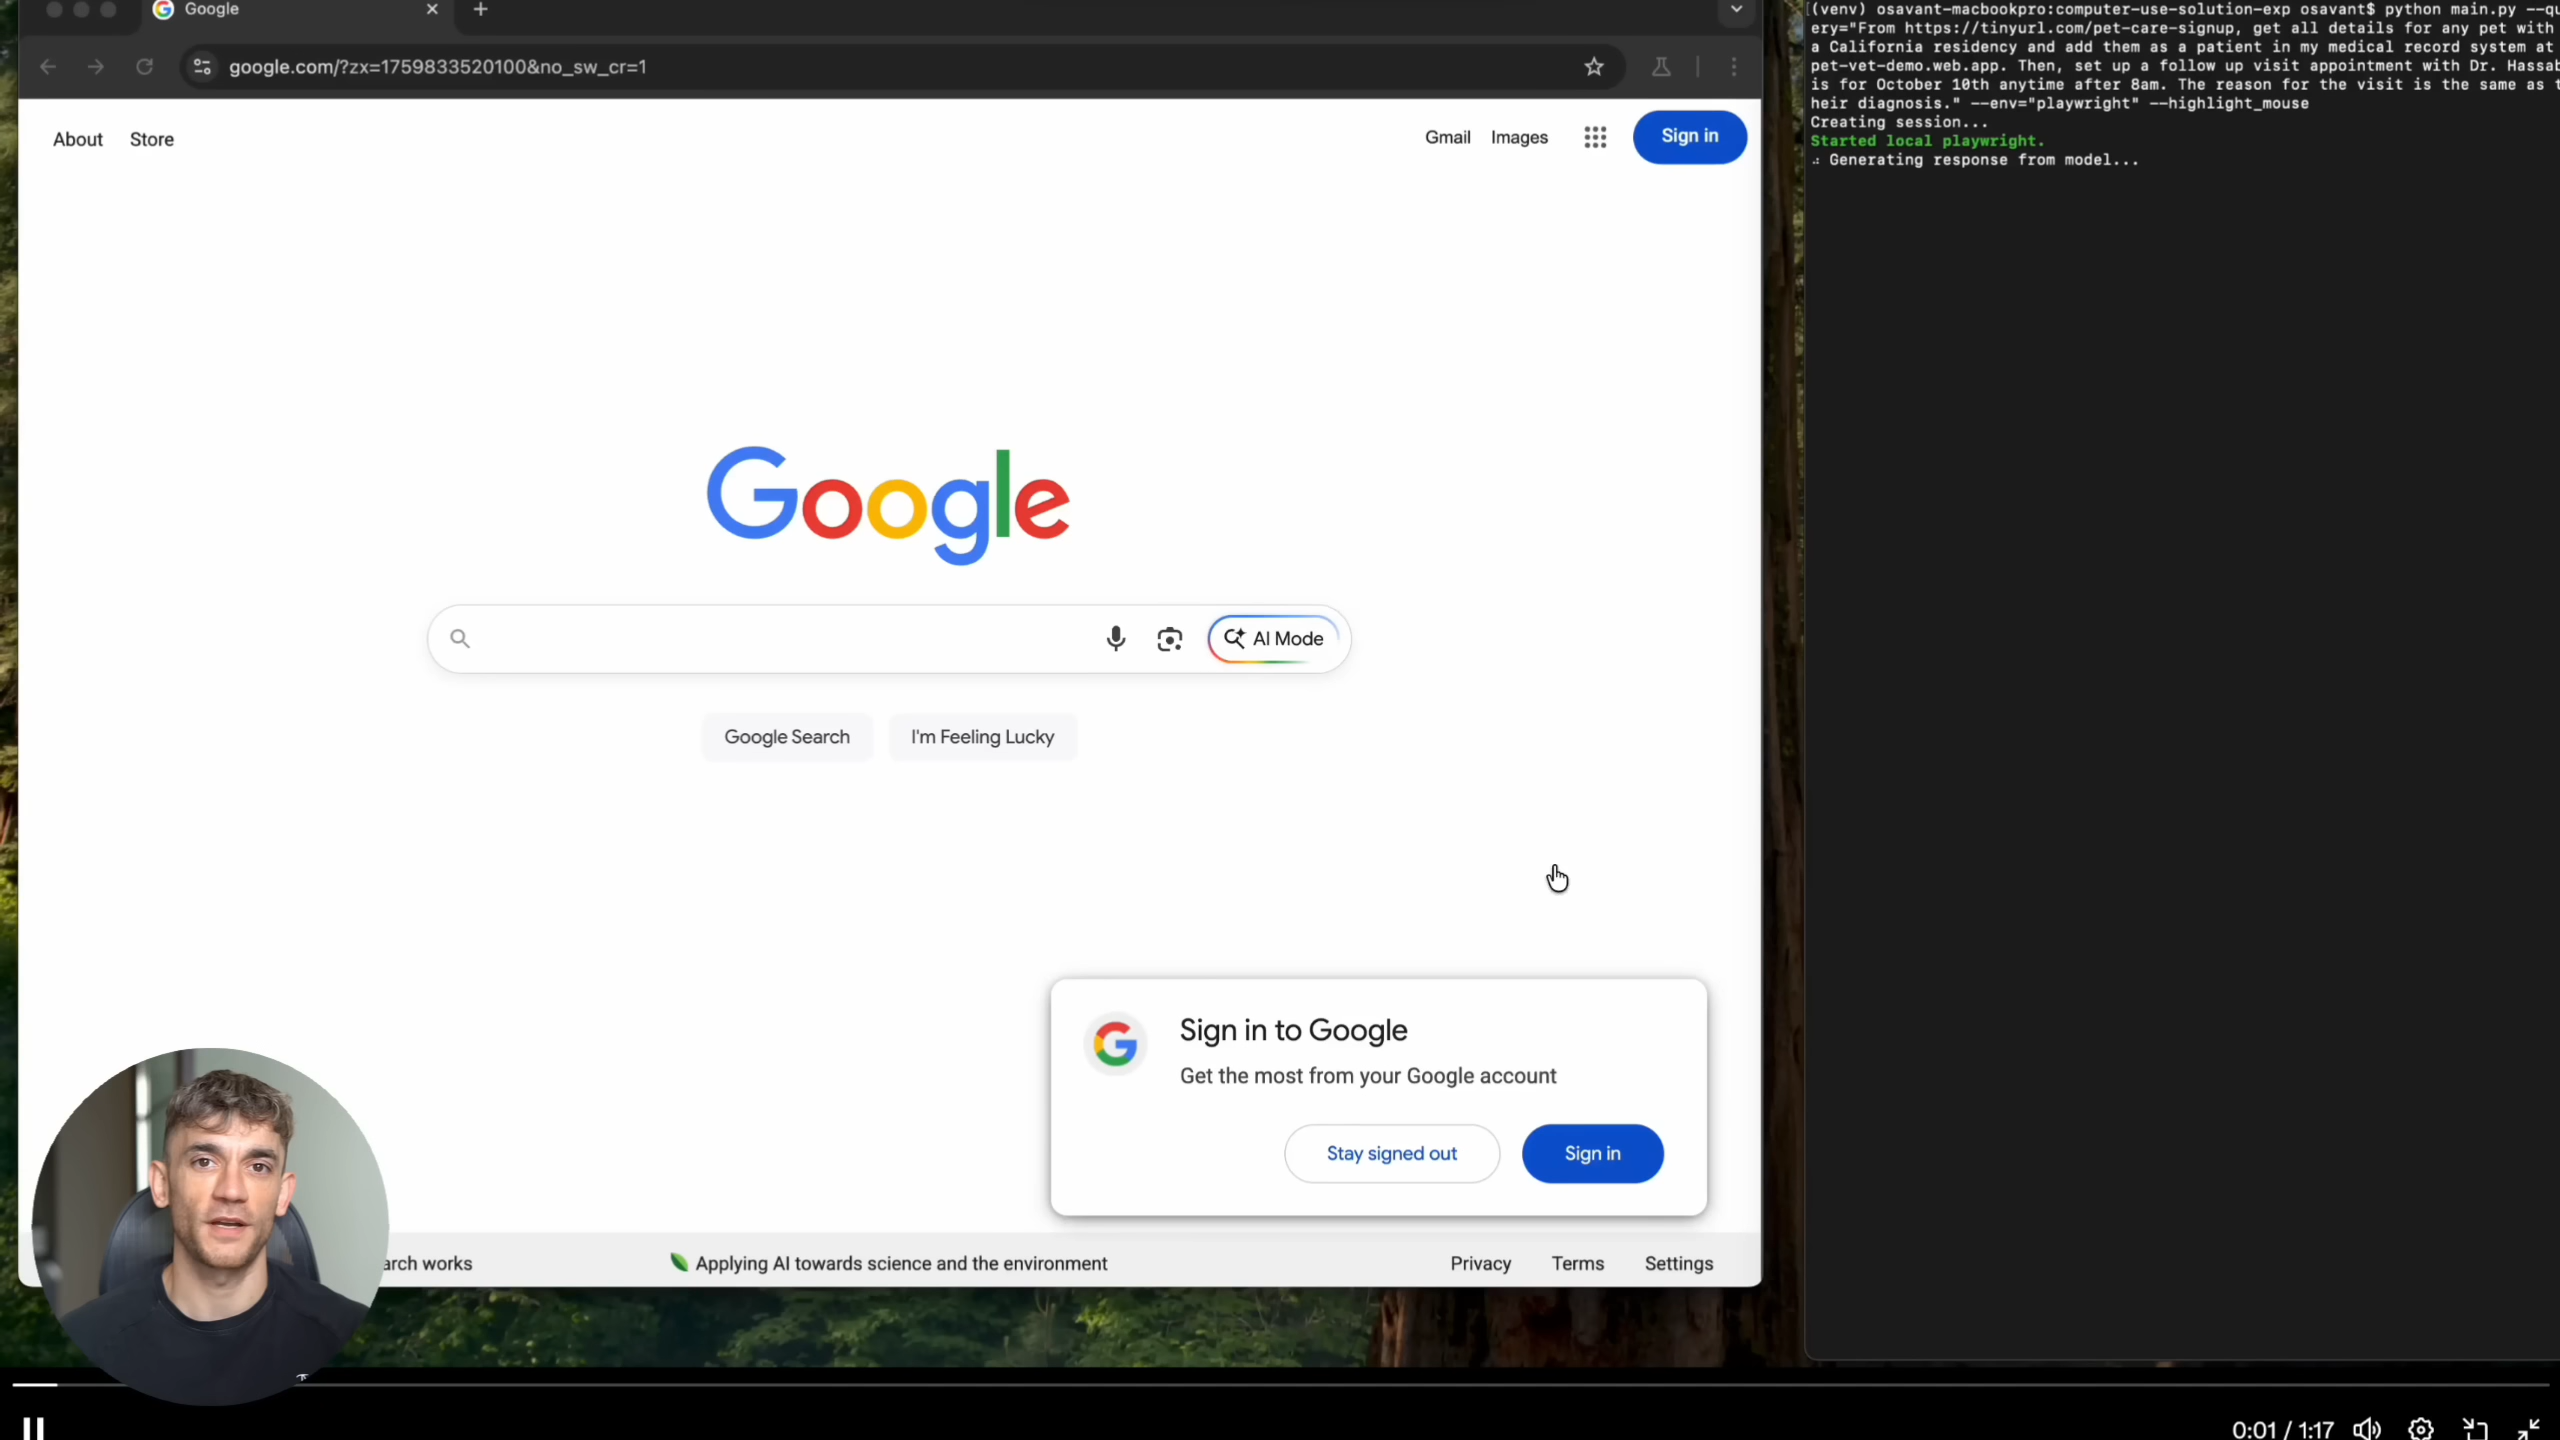 Google
google.com/?zx=1759833520100&no_sw_cr=1
About Store
Gmail Images Sign in
Google
AI Mode
Google Search I'm Feeling Lucky
Sign in to Google
Get the most from your Google account
Stay signed out Sign in
arch works Applying AI towards science and the environment Privacy Terms Settings
(venv) osavant-macbookpro:computer-use-solution-exp osavant$ python main.py --qu
ery="From https://tinyurl.com/pet-care-signup, get all details for any pet with
a California residency and add them as a patient in my medical record system at
pet-vet-demo.web.app. Then, set up a follow up visit appointment with Dr. Hassab
is for October 10th anytime after 8am. The reason for the visit is the same as t
heir diagnosis." --env="playwright" --highlight_mouse
Creating session...
Started local playwright.
Generating response from model...
0:01 / 1:17